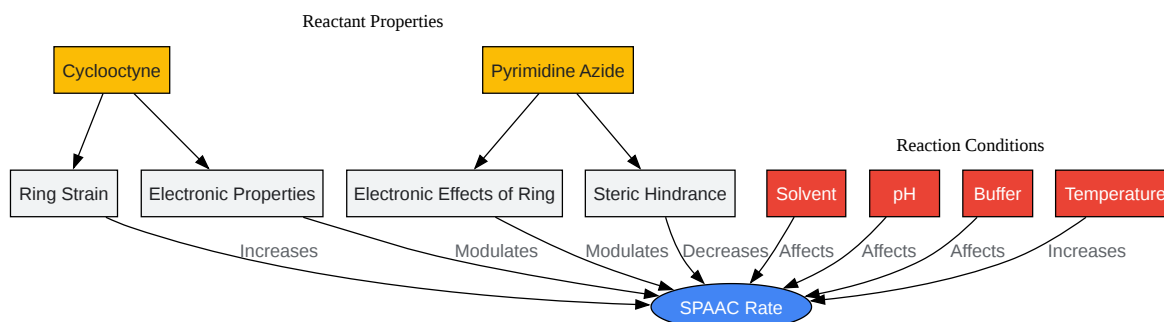 Reactant Properties
Cyclooctyne
Pyrimidine Azide
Reaction Conditions
Ring Strain
Electronic Properties
Electronic Effects of Ring
Steric Hindrance
Solvent
pH
Buffer
Temperature
Increases
Modulates
Modulates
Decreases
Affects
Affects
Affects
Increases
SPAAC Rate